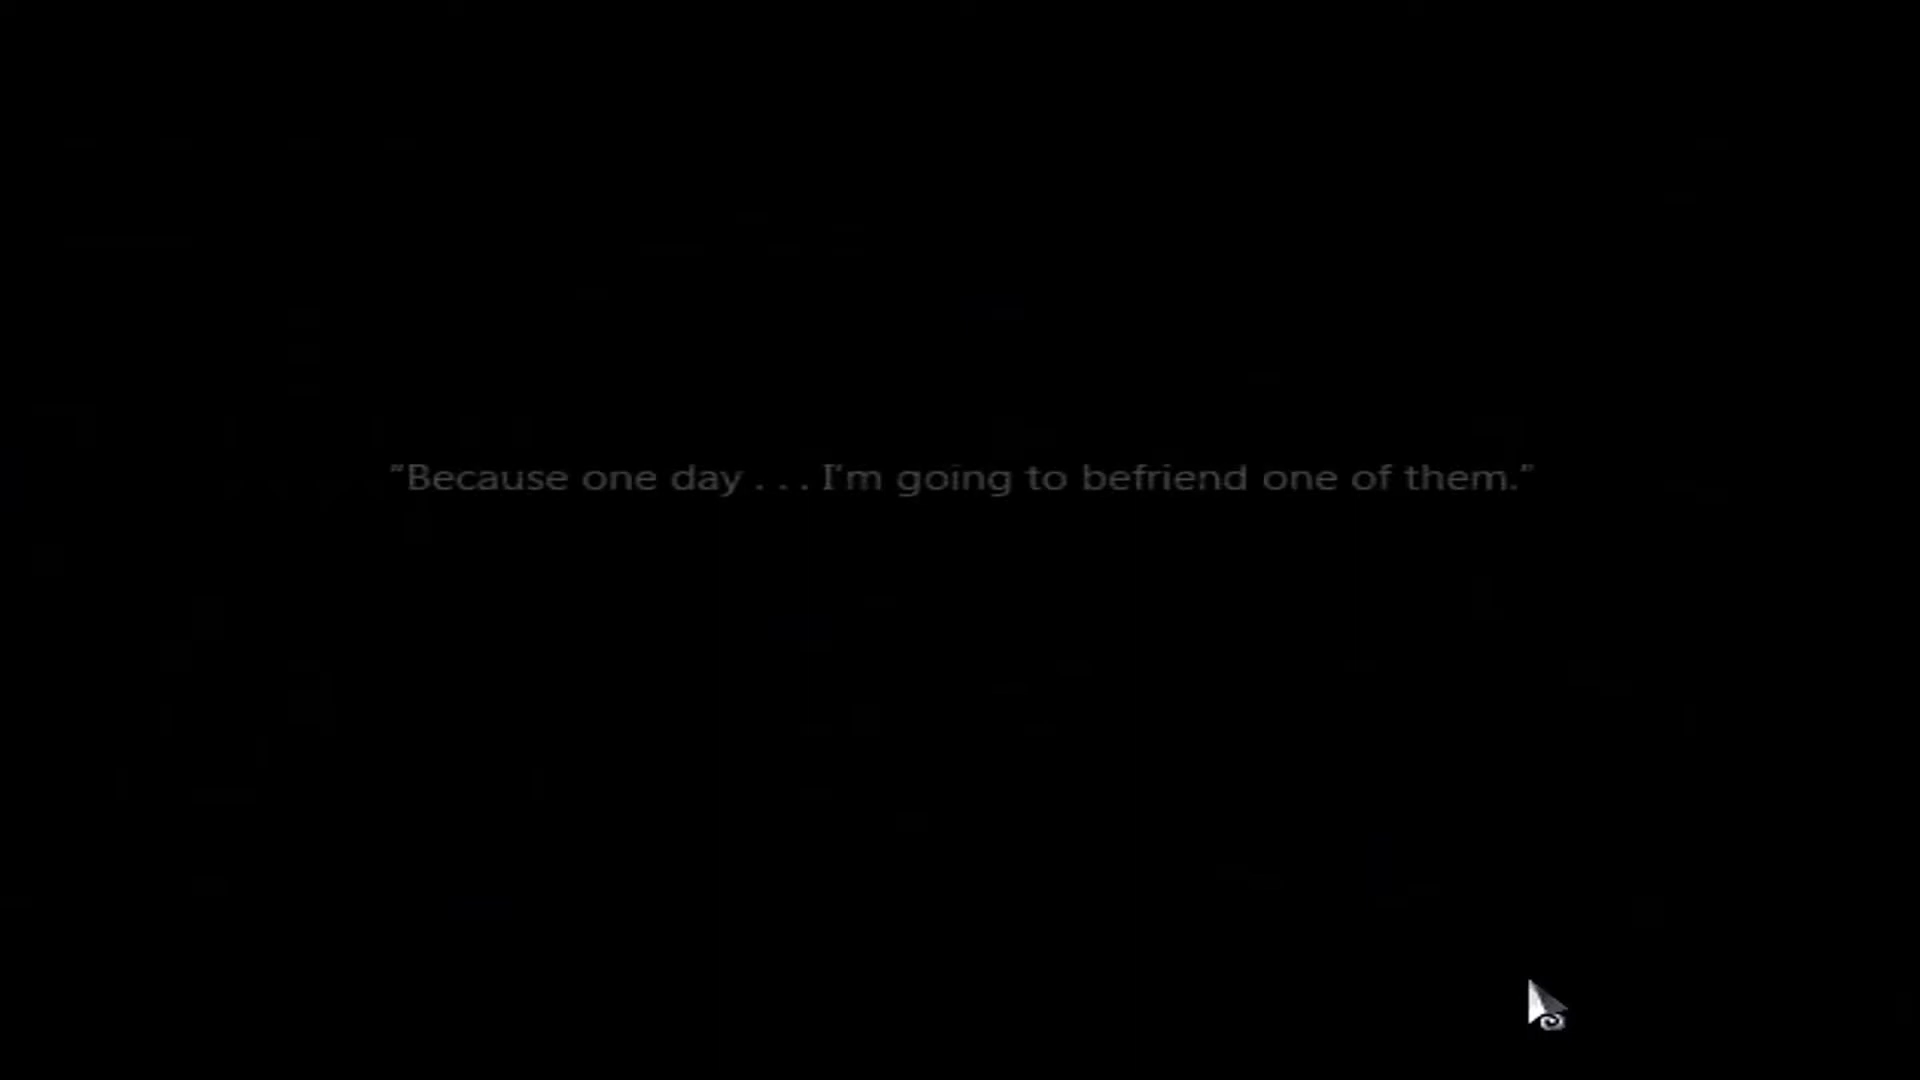 “Because one day . . . I'm going to befriend one of them.”